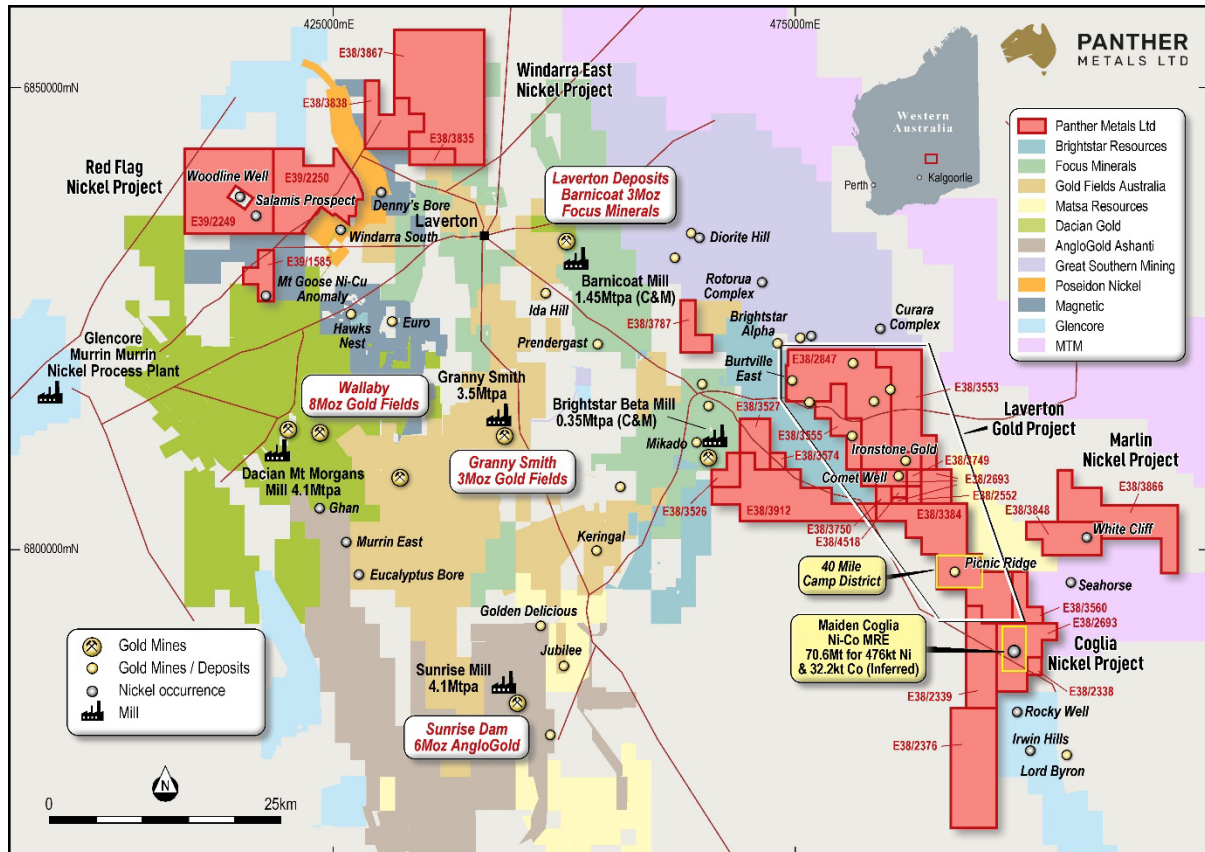 425000mE
475000mE
6850000mN
6800000mN
PANTHER
METALS LTD
Western
Australia
Perth
Kalgoorlie
Panther Metals Ltd
Brightstar Resources
Focus Minerals
Gold Fields Australia
Matsa Resources
Dacian Gold
AngloGold Ashanti
Great Southern Mining
Poseidon Nickel
Magnetic
Glencore
MTM
E38/3867
Windarra East
Nickel Project
E38/3838
E38/3835
Red Flag
Nickel Project
Woodline Well
E39/2250
Salamis Prospect
E39/2249
Denny's Bore
Laverton
Windarra South
E39/1585
Mt Goose Ni-Cu
Anomaly
Hawks
Nest
Euro
Laverton Deposits
Barnicoat 3Moz
Focus Minerals
Barnicoat Mill
1.45Mtpa (C&M)
Diorite Hill
Rotorua
Complex
Ida Hill
Prendergast
E38/3787
Brightstar
Alpha
Curara
Complex
Burtville
East
E38/2847
E38/3553
Glencore
Murrin Murrin
Nickel Process Plant
Wallaby
8Moz Gold Fields
Granny Smith
3.5Mtpa
Brightstar Beta Mill
0.35Mtpa (C&M)
E38/3527
Mikado
E38/3555
E38/3574
Laverton
Gold Project
Ironstone Gold
Comet Well
E38/3749
E38/2693
E38/2552
Marlin
Nickel Project
E38/3866
Dacian Mt Morgans
Mill 4.1Mtpa
Granny Smith
3Moz Gold Fields
Ghan
E38/3526
E38/3912
E38/3750
E38/4518
E38/3384
E38/3848
White Cliff
Murrin East
Keringal
Eucalyptus Bore
40 Mile
Camp District
Picnic Ridge
Seahorse
Golden Delicious
Jubilee
Maiden Coglia
Ni-Co MRE
70.6Mt for 476kt Ni
& 32.2kt Co (Inferred)
E38/3560
E38/2693
Coglia
Nickel Project
E38/2338
E38/2339
Sunrise Mill
4.1Mtpa
Sunrise Dam
6Moz AngloGold
E38/2376
Rocky Well
Irwin Hills
Lord Byron
Gold Mines
Gold Mines / Deposits
Nickel occurrence
Mill
N
0
25km